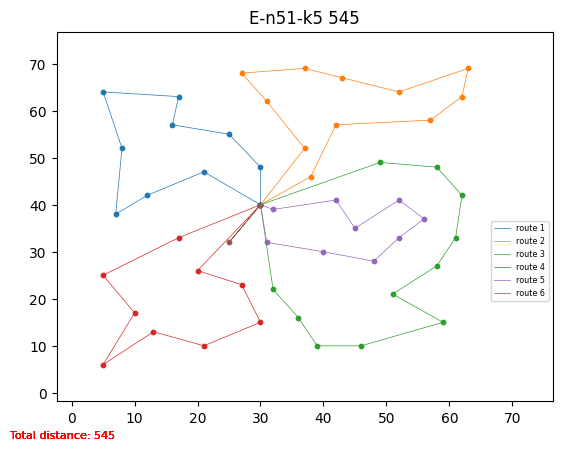 E-n51-k5 545
70
60
50
40
30
20
10
0
route 1
route 2
route 3
route 4
route 5
route 6
0 10 20 30 40 50 60 70
Total distance: 545